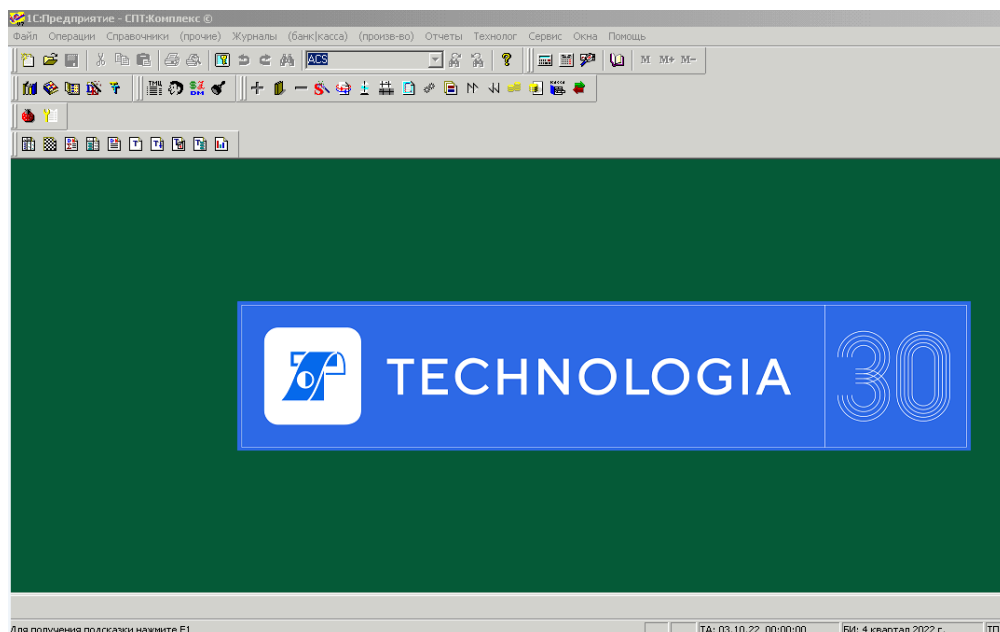 1С:Предприятие - СПТ:Комплекс ©
Файл Операции Справочники (прочие) Журналы (банк|касса) (произв-во) Отчеты Технолог Сервис Окна Помощь
ACS M M+ M-
TECHNOLOGIA 30
Для получения подсказки нажмите F1 ТА: 03.10.22 00:00:00 БИ: 4 квартал 2022 г. ТП